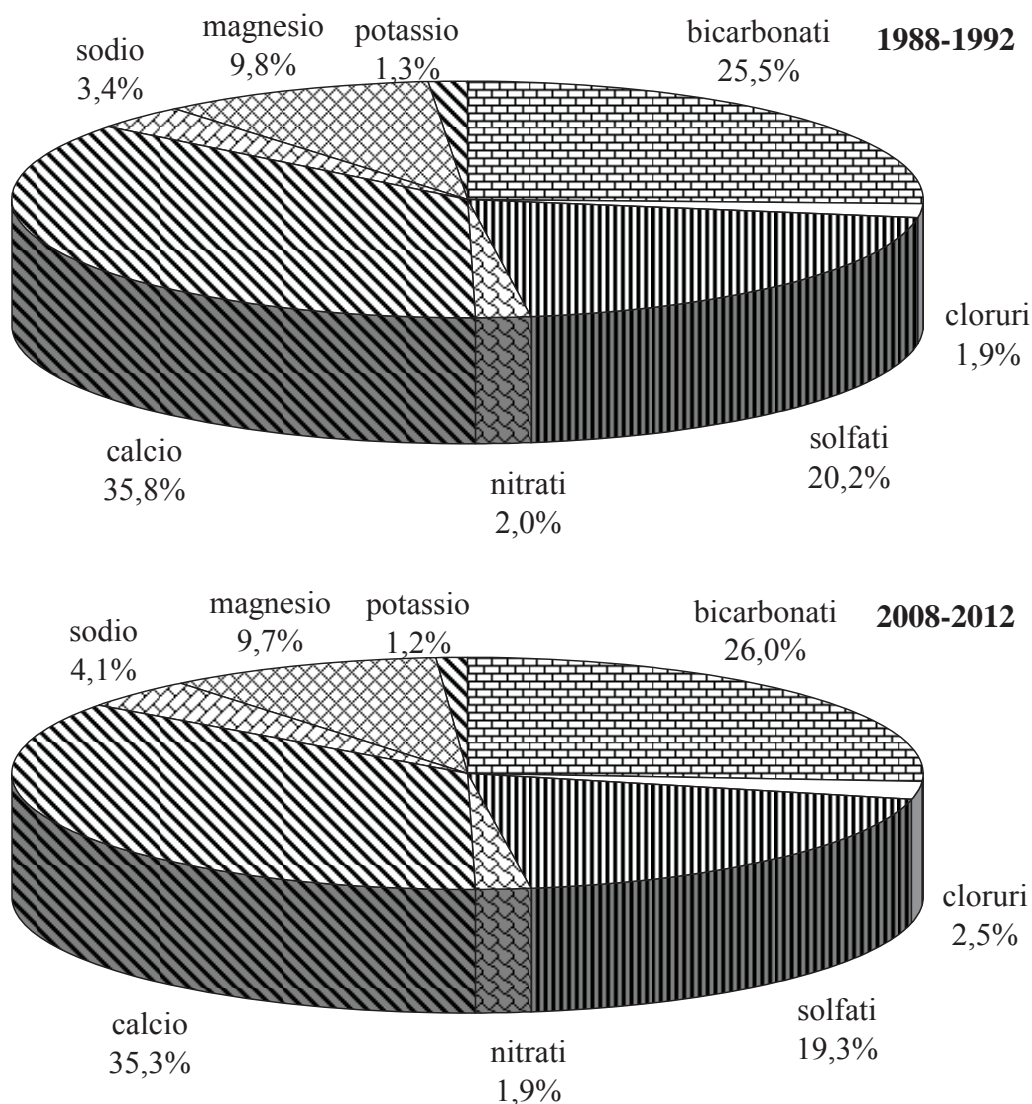 magnesio potassio bicarbonati 1988-1992
sodio 9,8% 1,3% 25,5%
3,4%
cloruri
1,9%
calcio solfati
35,8% nitrati 20,2%
2,0%
magnesio potassio bicarbonati 2008-2012
sodio 9,7% 1,2% 26,0%
4,1%
cloruri
2,5%
calcio solfati
35,3% nitrati 19,3%
1,9%